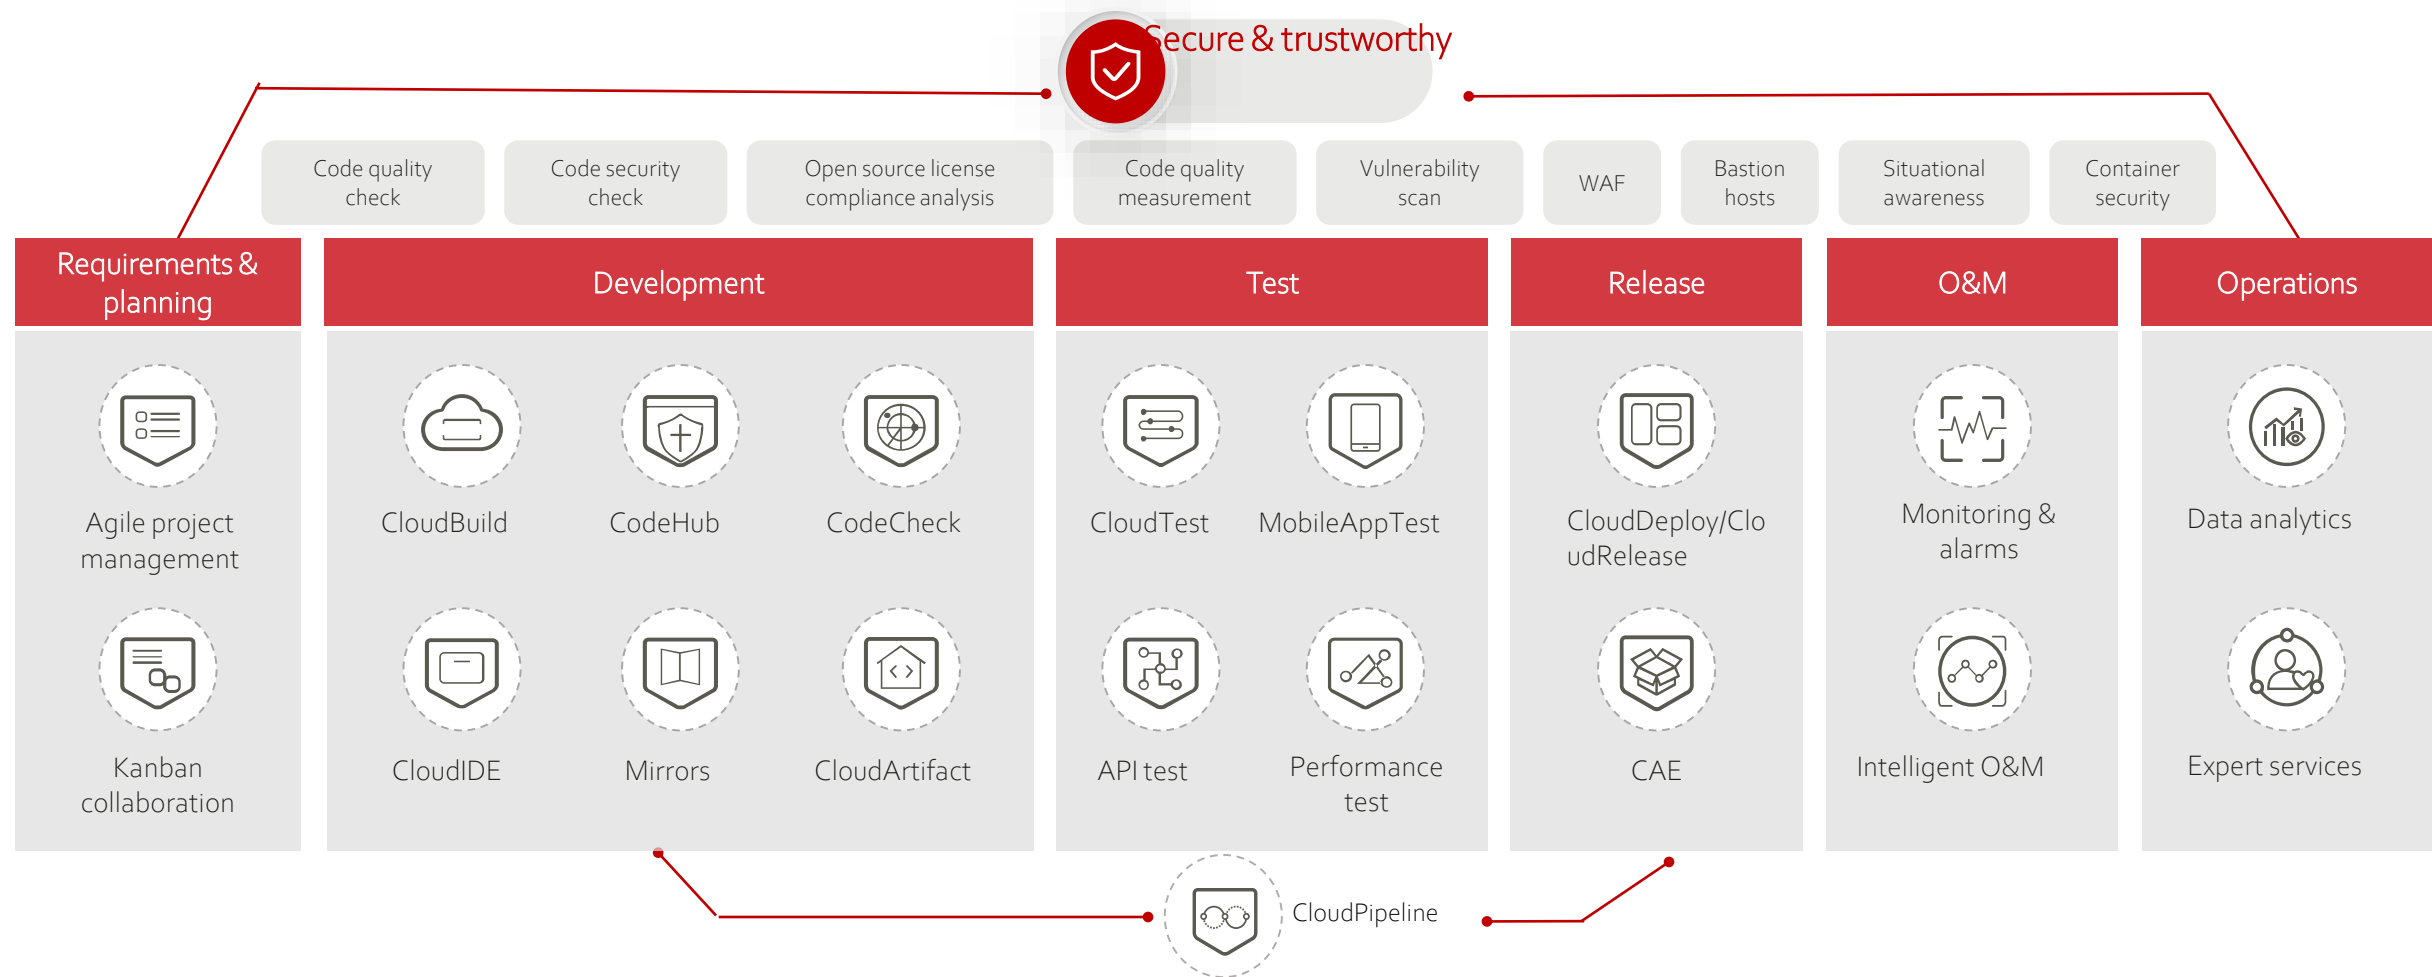 Secure & trustworthy
Code quality
check
Code security
check
Open source license
compliance analysis
Code quality
measurement
Vulnerability
scan
WAF
Bastion
hosts
Situational
awareness
Container
security
Requirements &
planning
Development
Test
Release
O&M
Operations
Agile project
management
CloudBuild
CodeHub
CodeCheck
CloudTest
MobileAppTest
CloudDeploy/Clo
udRelease
Monitoring &
alarms
Data analytics
Kanban
collaboration
CloudIDE
Mirrors
CloudArtifact
API test
Performance
test
CAE
Intelligent O&M
Expert services
CloudPipeline